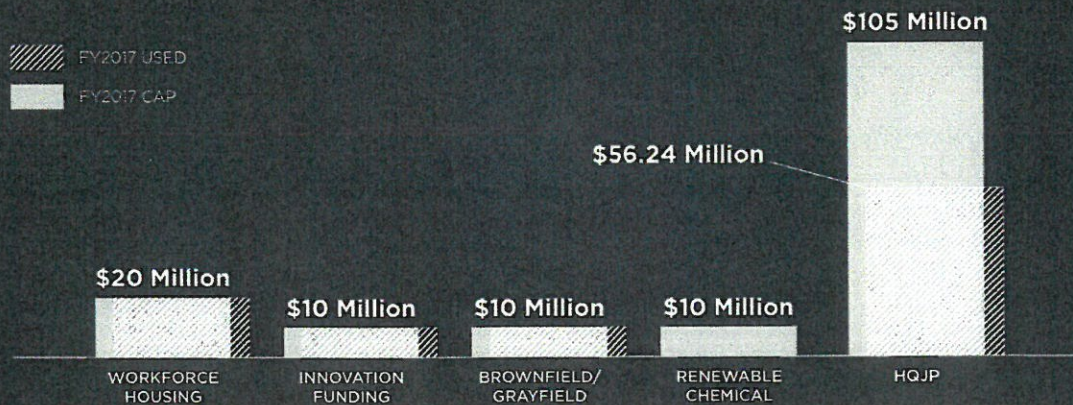 $105 Million
FY2017 USED
FY2017 CAP
$56.24 Million
$20 Million
$10 Million
$10 Million
$10 Million
WORKFORCE
HOUSING
INNOVATION
FUNDING
BROWNFIELD/
GRAYFIELD
RENEWABLE
CHEMICAL
HQJP